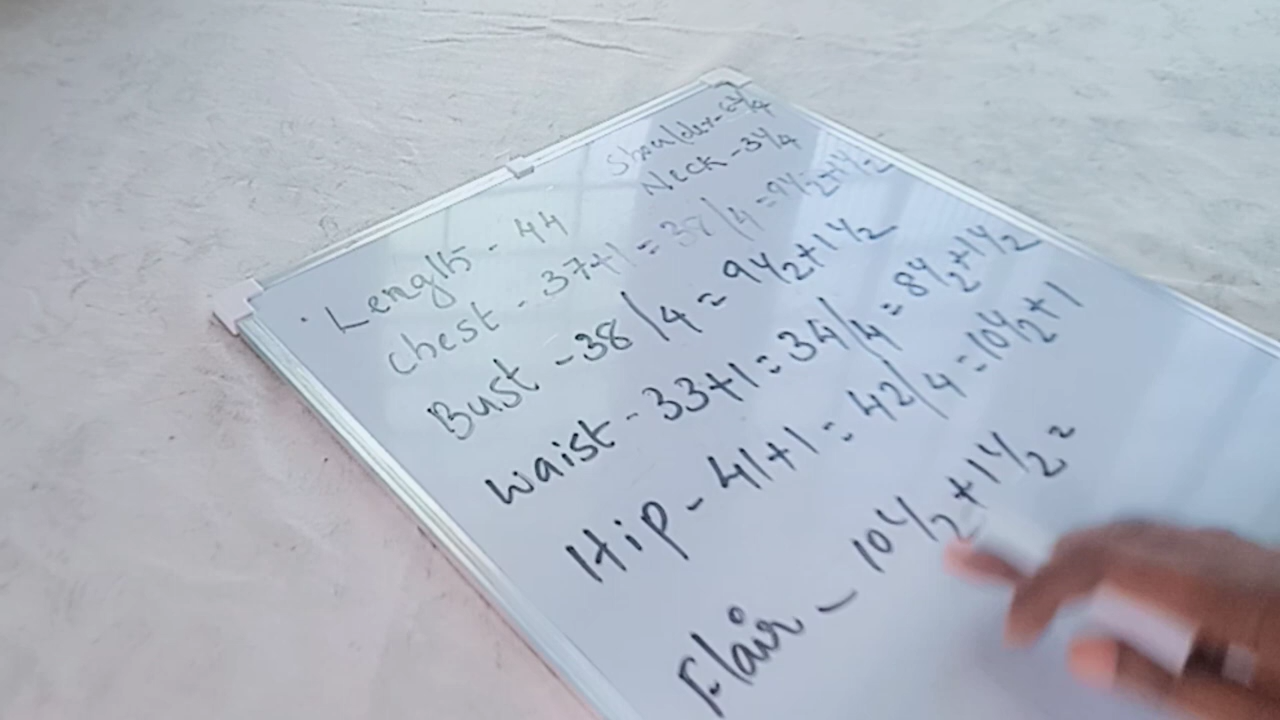 Shoulder -
Neck - 3¼
• Length - 44
Chest - 37+1 = 38/4 = 9½+1½
Bust - 38/4 = 9½+1½
Waist - 33+1 = 34/4 = 8½+1½
Hip - 41+1 = 42/4 = 10½+1
Flair - 10½+1½ =